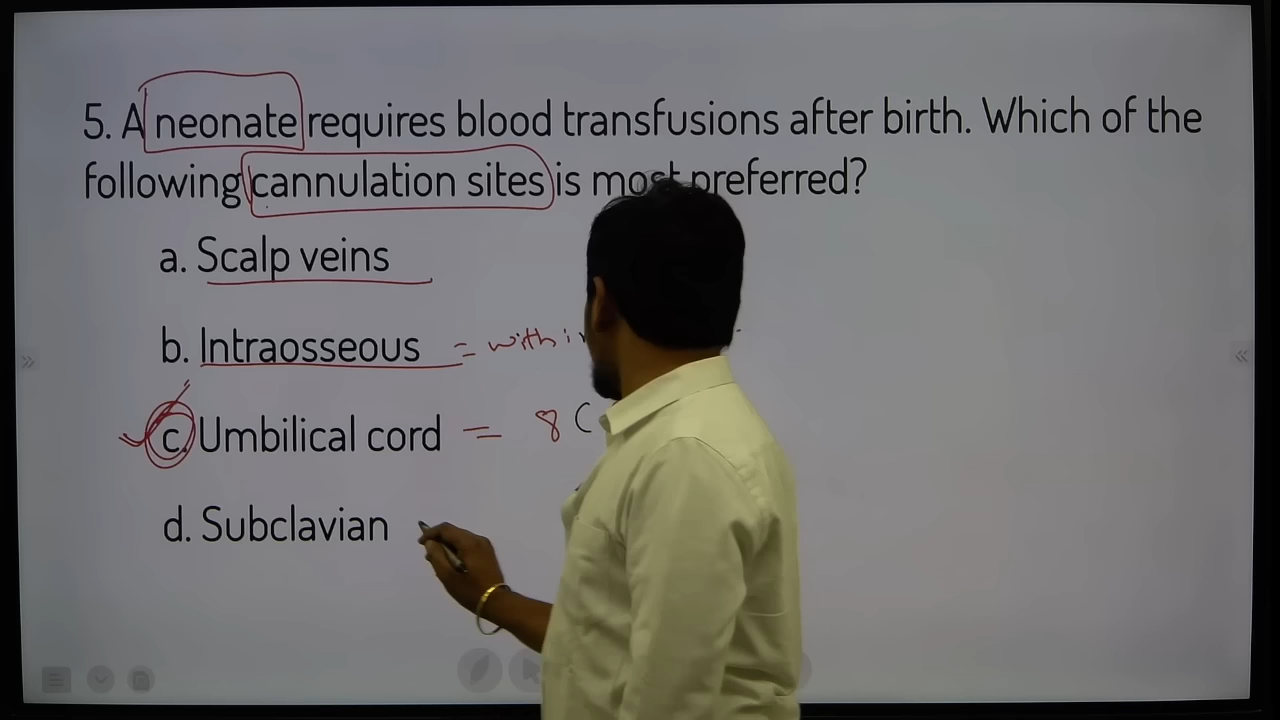 5. A neonate requires blood transfusions after birth. Which of the
following cannulation sites is most preferred?
a. Scalp veins
b. Intraosseous =
c. Umbilical cord = 8 C
d. Subclavian